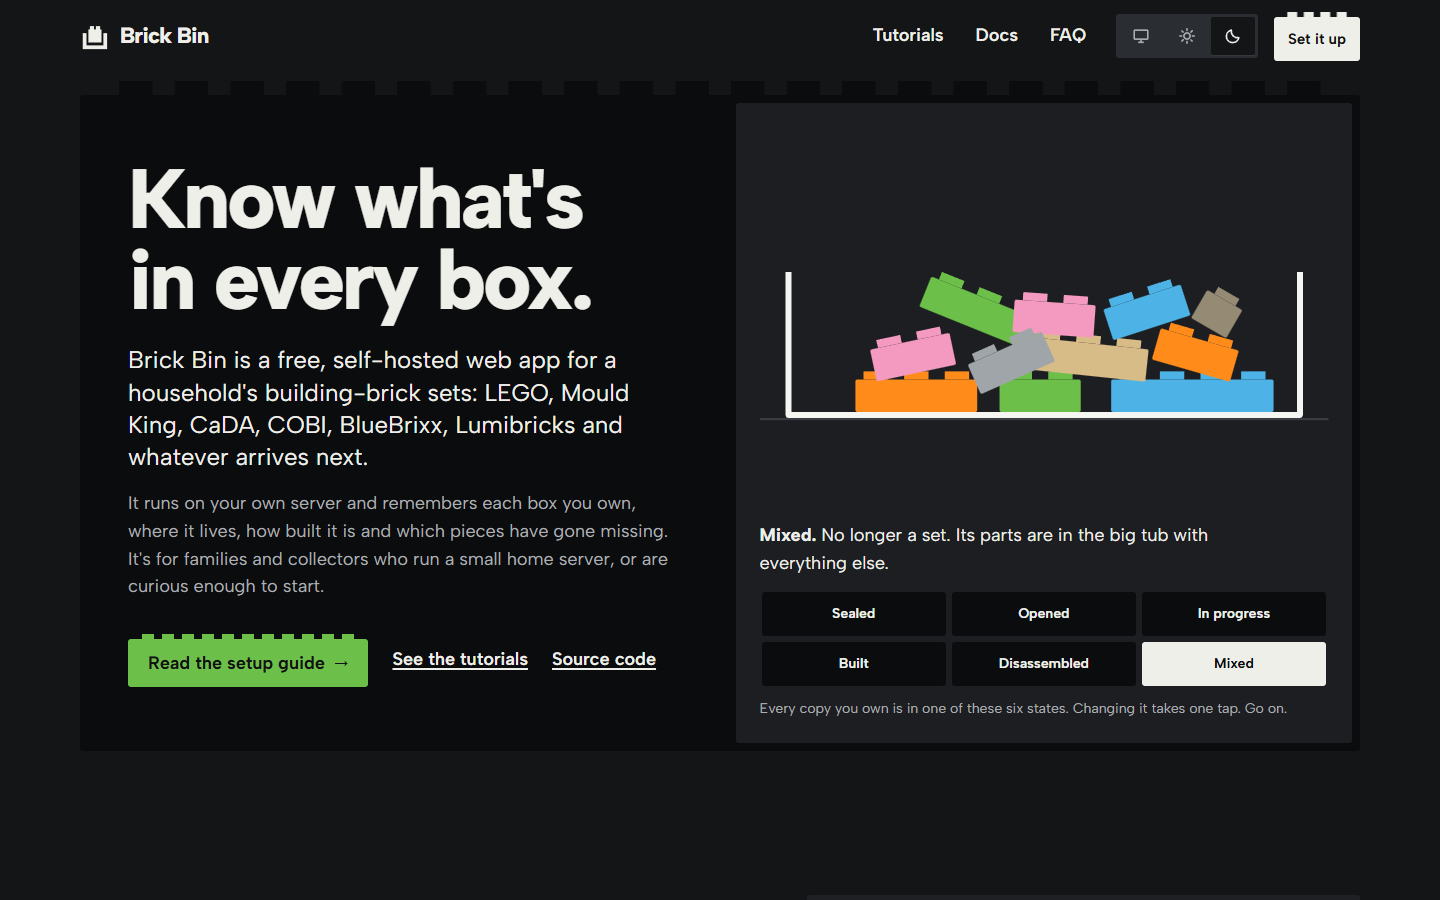 Brick Bin
Tutorials
Docs
FAQ
Set it up
Know what's
in every box.
Brick Bin is a free, self-hosted web app for a
household's building-brick sets: LEGO, Mould
King, CaDA, COBI, BlueBrixx, Lumibricks and
whatever arrives next.
It runs on your own server and remembers each box you own,
where it lives, how built it is and which pieces have gone missing.
It's for families and collectors who run a small home server, or are
curious enough to start.
Read the setup guide →
See the tutorials
Source code
Mixed. No longer a set. Its parts are in the big tub with
everything else.
Sealed
Opened
In progress
Built
Disassembled
Mixed
Every copy you own is in one of these six states. Changing it takes one tap. Go on.